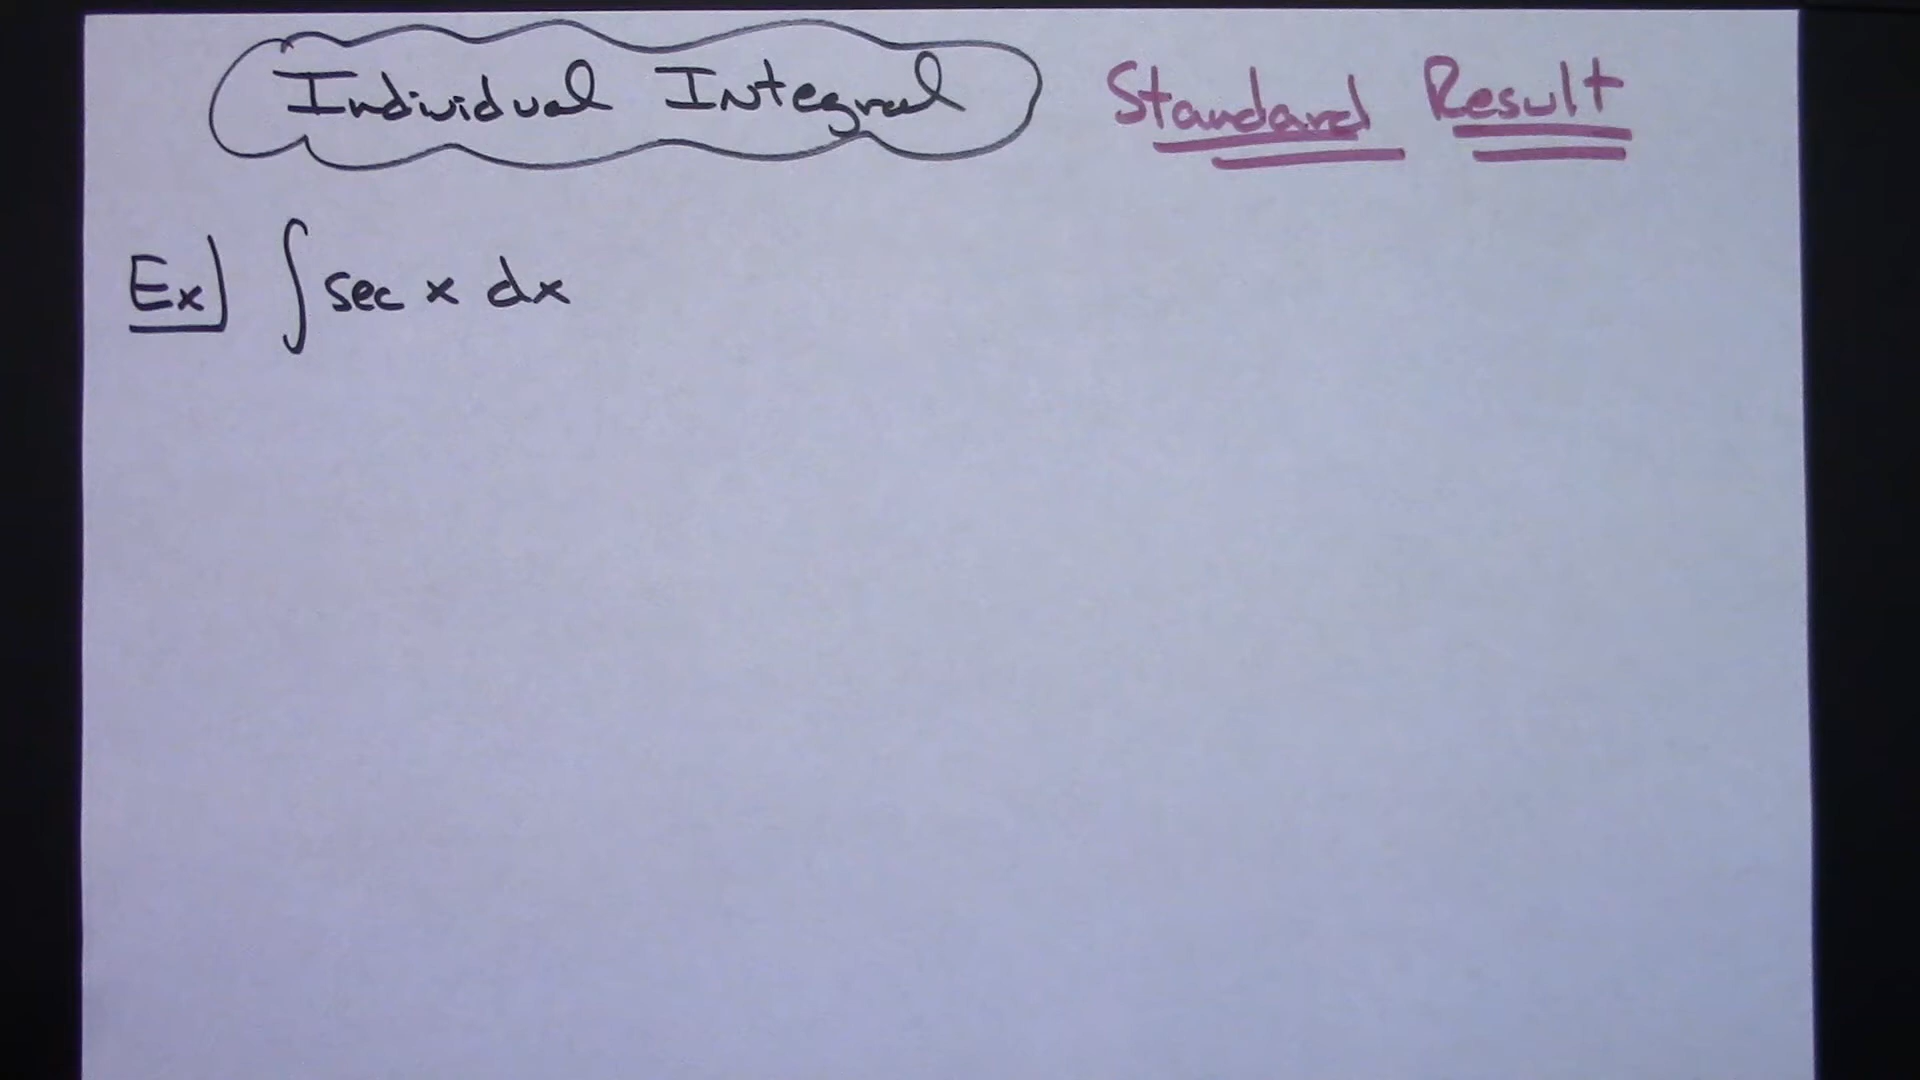 Individual Integral Standard Result
Ex) ∫ sec x dx